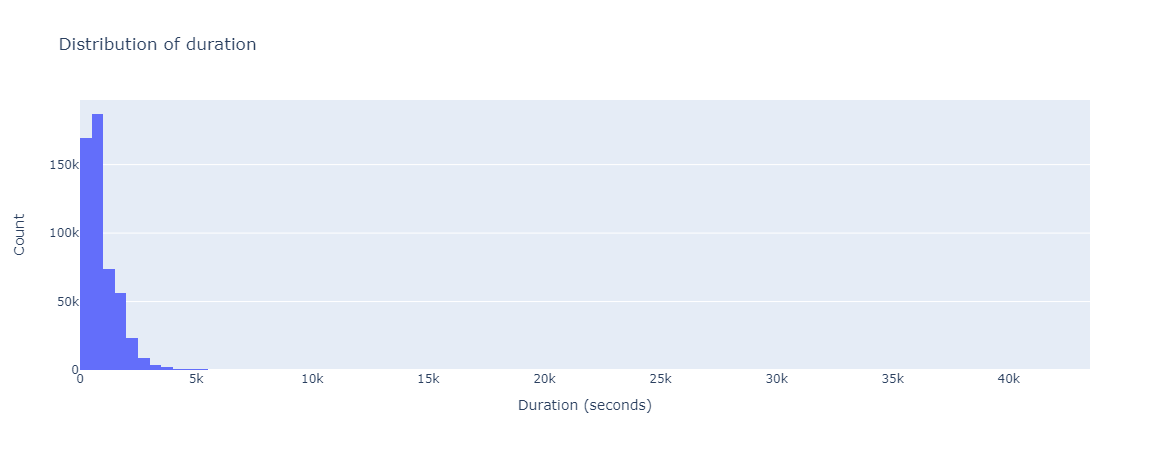 Distribution of duration
Count
150k
100k
50k
0
0 5k 10k 15k 20k 25k 30k 35k 40k
Duration (seconds)